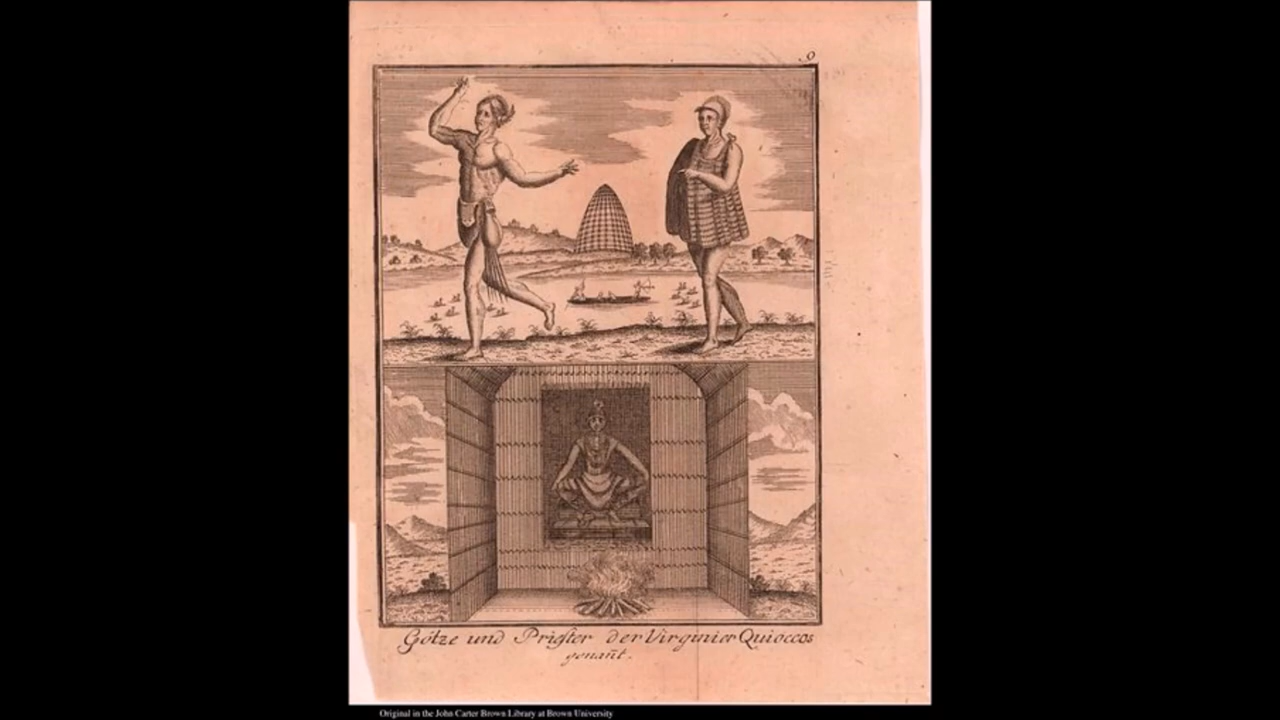 9
Götze und Priester der Virginier Quioccos
genañt.
Original in the John Carter Brown Library at Brown University